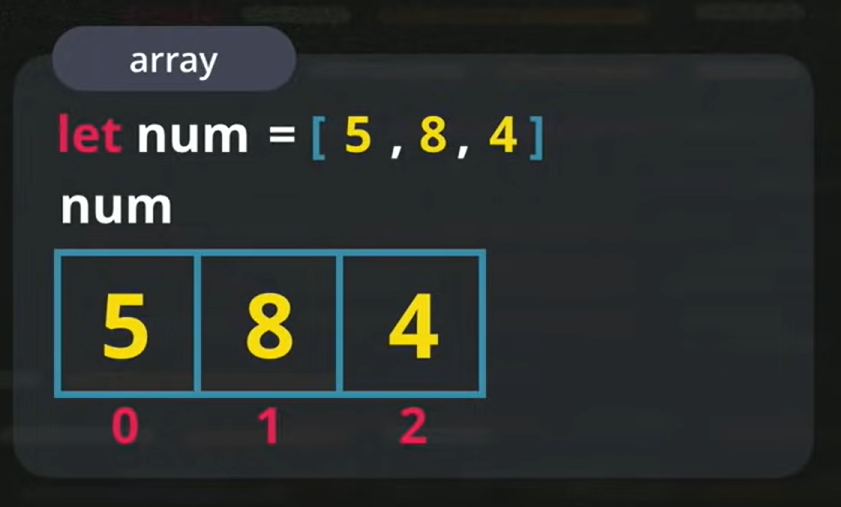 array
let num = [ 5 , 8, 4 ]
num
5 8 4
0 1 2